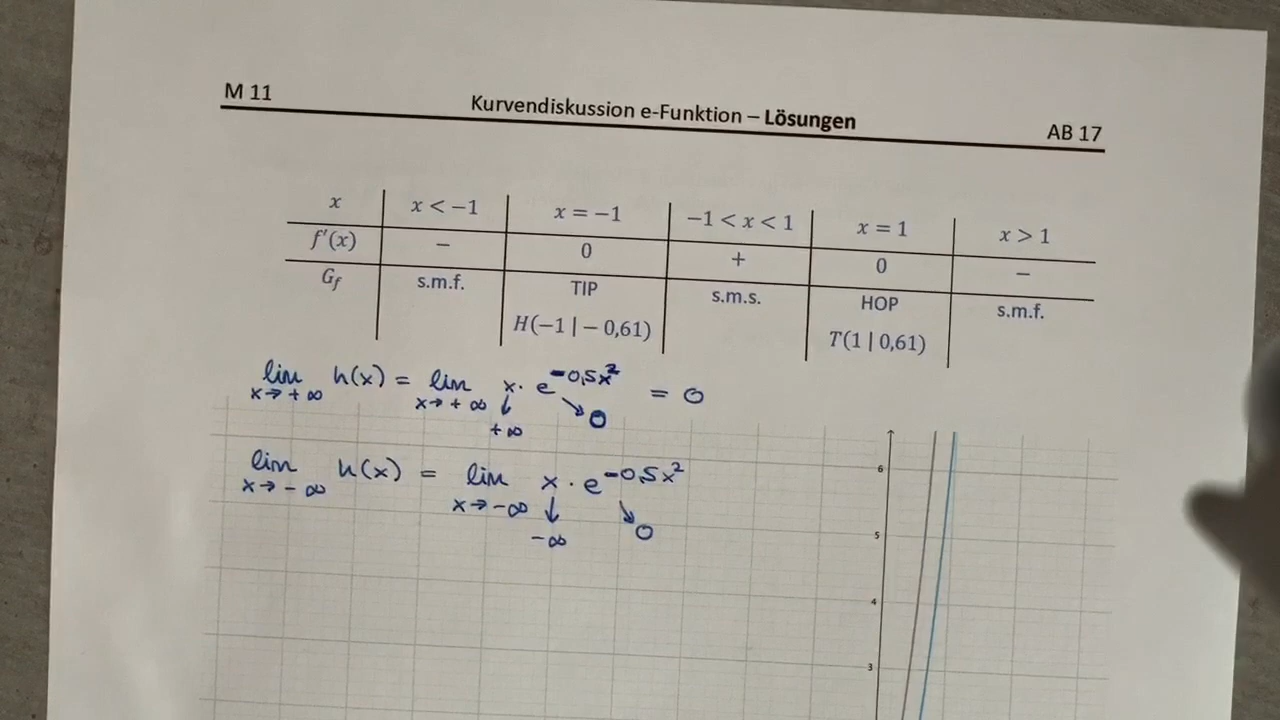 M 11
Kurvendiskussion e-Funktion – Lösungen
AB 17
x | x < −1 | x = −1 | −1 < x < 1 | x = 1 | x > 1
f′(x) | − | 0 | + | 0 | −
G_f | s.m.f. | TIP | s.m.s. | HOP | s.m.f.
H(−1 | − 0,61) T(1 | 0,61)
lim h(x) = lim x · e^−0,5x² = 0
x→+∞ x→+∞ ↓ ↘ 0
+∞
lim h(x) = lim x · e^−0,5x²
x→−∞ x→−∞ ↓ ↘ 0
−∞
6
5
4
3